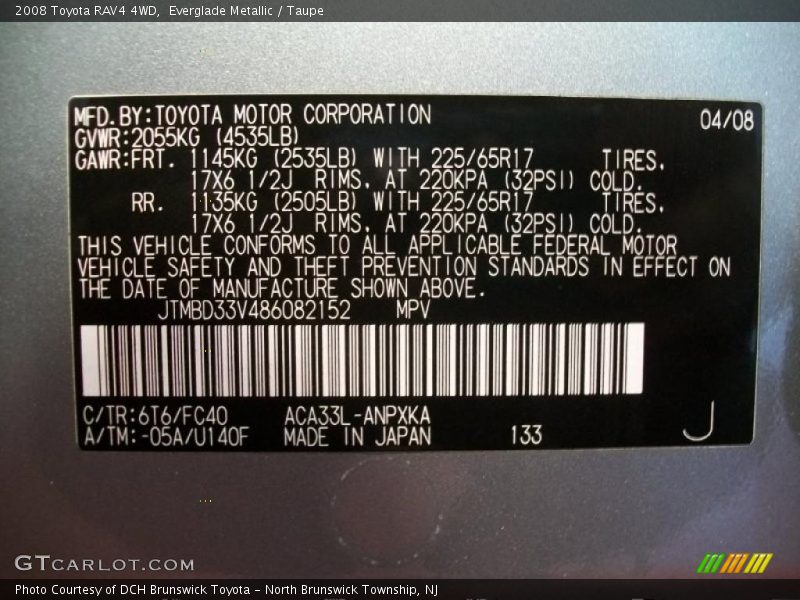 2008 Toyota RAV4 4WD,  Everglade Metallic / Taupe
MFD.BY:TOYOTA MOTOR CORPORATION 04/08
GVWR:2055KG (4535LB)
GAWR:FRT. 1145KG (2535LB) WITH 225/65R17 TIRES,
17X6 1/2J RIMS, AT 220KPA (32PSI) COLD.
RR. 1135KG (2505LB) WITH 225/65R17 TIRES,
17X6 1/2J RIMS, AT 220KPA (32PSI) COLD.
THIS VEHICLE CONFORMS TO ALL APPLICABLE FEDERAL MOTOR
VEHICLE SAFETY AND THEFT PREVENTION STANDARDS IN EFFECT ON
THE DATE OF MANUFACTURE SHOWN ABOVE.
JTMBD33V486082152 MPV
C/TR:6T6/FC40 ACA33L-ANPXKA
A/TM:-05A/U140F MADE IN JAPAN 133 J
GTCARLOT.COM
Photo Courtesy of DCH Brunswick Toyota - North Brunswick Township, NJ